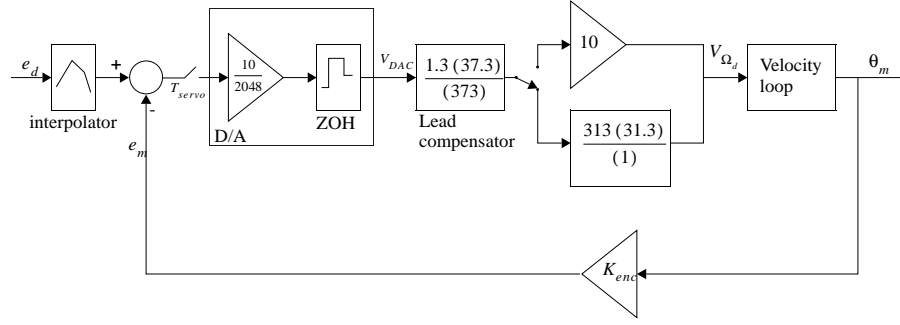 e_d
interpolator
+
-
T_servo
10
2048
D/A
ZOH
V_DAC
1.3 (37.3)
(373)
Lead
compensator
10
313 (31.3)
(1)
V_Ω_d
Velocity
loop
θ_m
e_m
K_enc